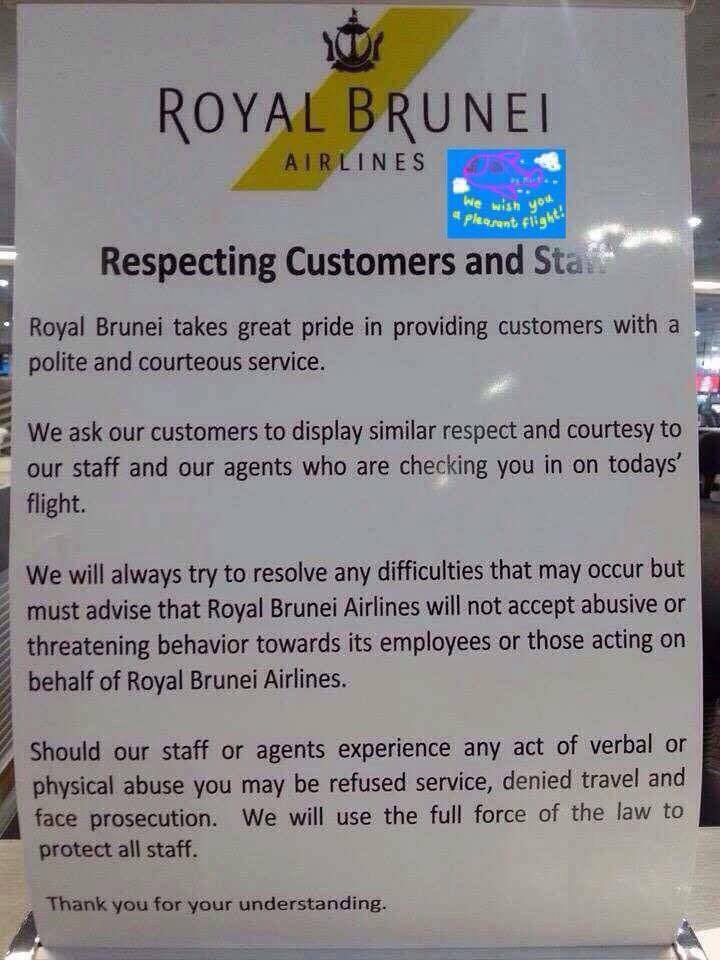 ROYAL BRUNEI
AIRLINES
We wish you
a pleasant flight!
Respecting Customers and Staff
Royal Brunei takes great pride in providing customers with a
polite and courteous service.
We ask our customers to display similar respect and courtesy to
our staff and our agents who are checking you in on todays’
flight.
We will always try to resolve any difficulties that may occur but
must advise that Royal Brunei Airlines will not accept abusive or
threatening behavior towards its employees or those acting on
behalf of Royal Brunei Airlines.
Should our staff or agents experience any act of verbal or
physical abuse you may be refused service, denied travel and
face prosecution. We will use the full force of the law to
protect all staff.
Thank you for your understanding.